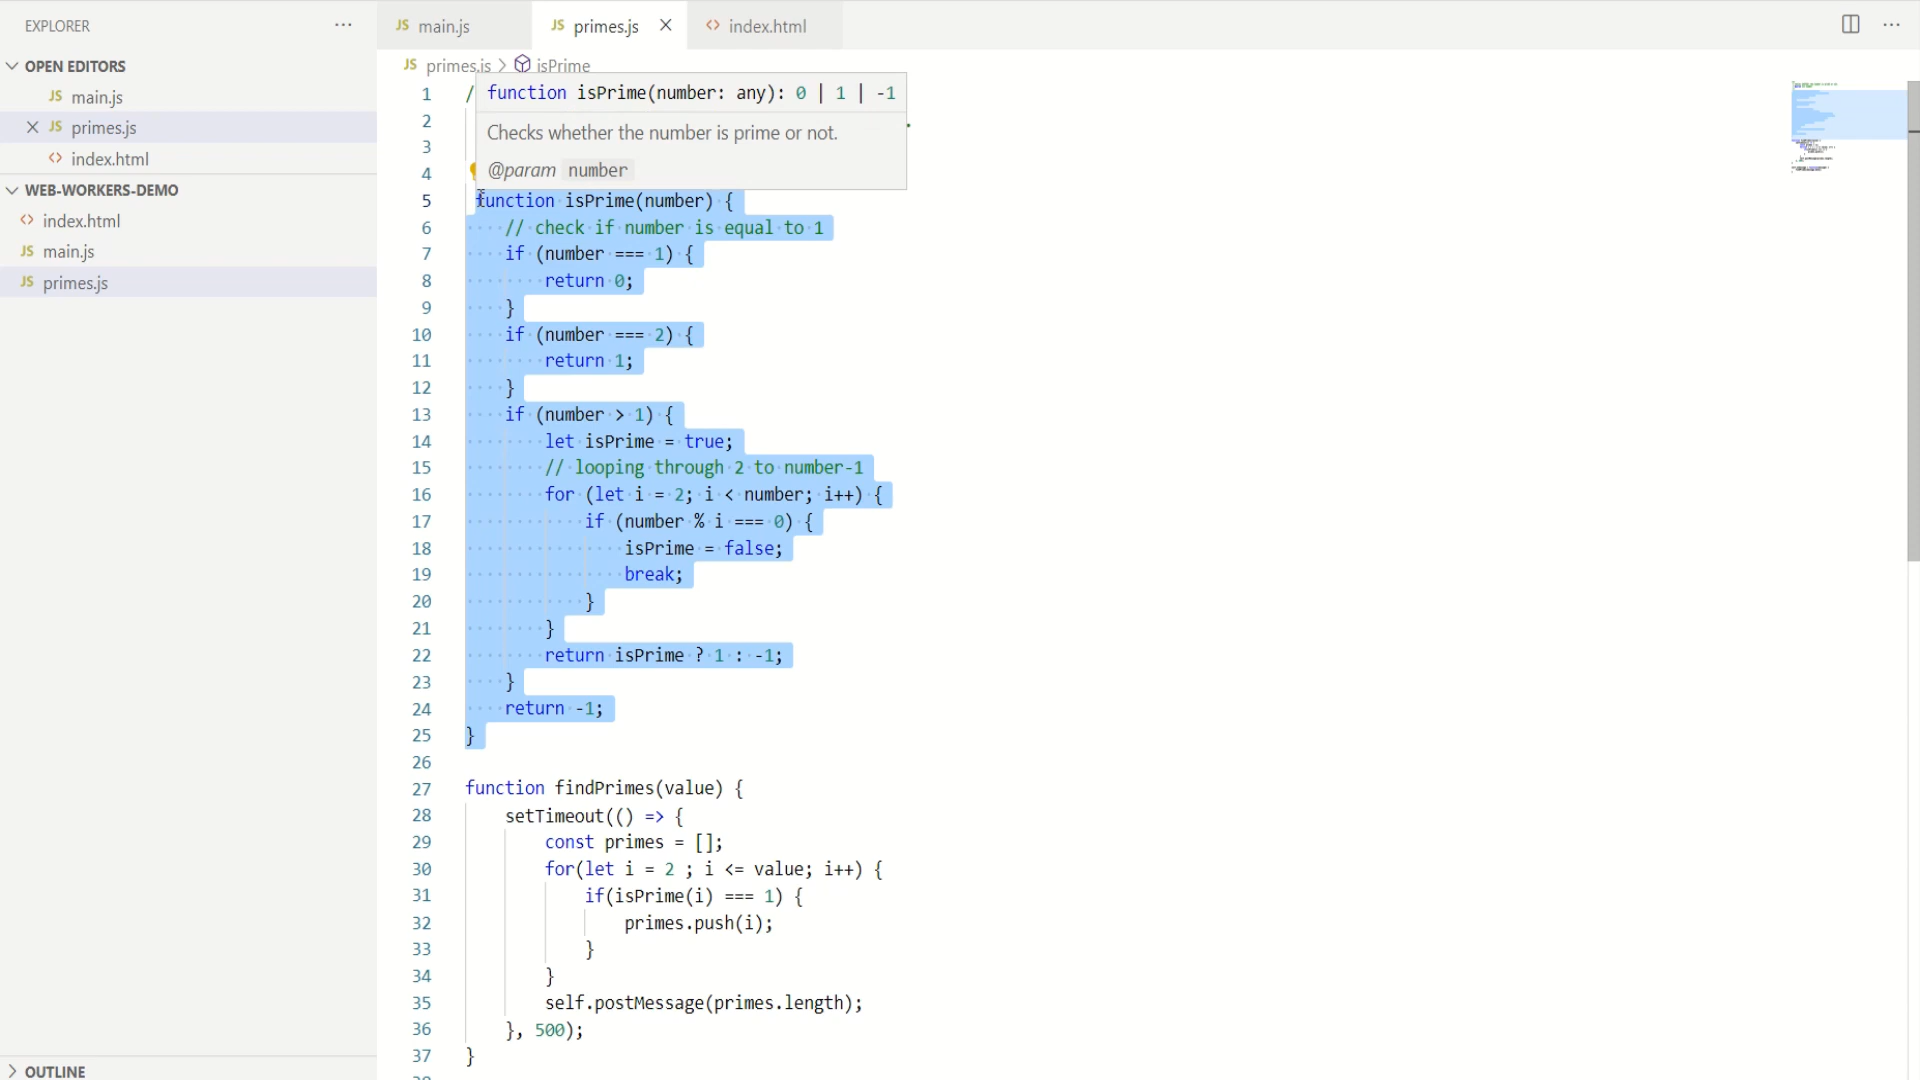 EXPLORER
OPEN EDITORS
JS main.js
JS primes.js
<> index.html
WEB-WORKERS-DEMO
<> index.html
JS main.js
JS primes.js
OUTLINE
JS main.js
JS primes.js
<> index.html
JS primes.js > isPrime
function isPrime(number: any): 0 | 1 | -1
Checks whether the number is prime or not.
@param number
1 /
2
3
4
5 function isPrime(number) {
6 // check if number is equal to 1
7 if (number === 1) {
8 return 0;
9 }
10 if (number === 2) {
11 return 1;
12 }
13 if (number > 1) {
14 let isPrime = true;
15 // looping through 2 to number-1
16 for (let i = 2; i < number; i++) {
17 if (number % i === 0) {
18 isPrime = false;
19 break;
20 }
21 }
22 return isPrime ? 1 : -1;
23 }
24 return -1;
25 }
26
27 function findPrimes(value) {
28 setTimeout(() => {
29 const primes = [];
30 for(let i = 2 ; i <= value; i++) {
31 if(isPrime(i) === 1) {
32 primes.push(i);
33 }
34 }
35 self.postMessage(primes.length);
36 }, 500);
37 }